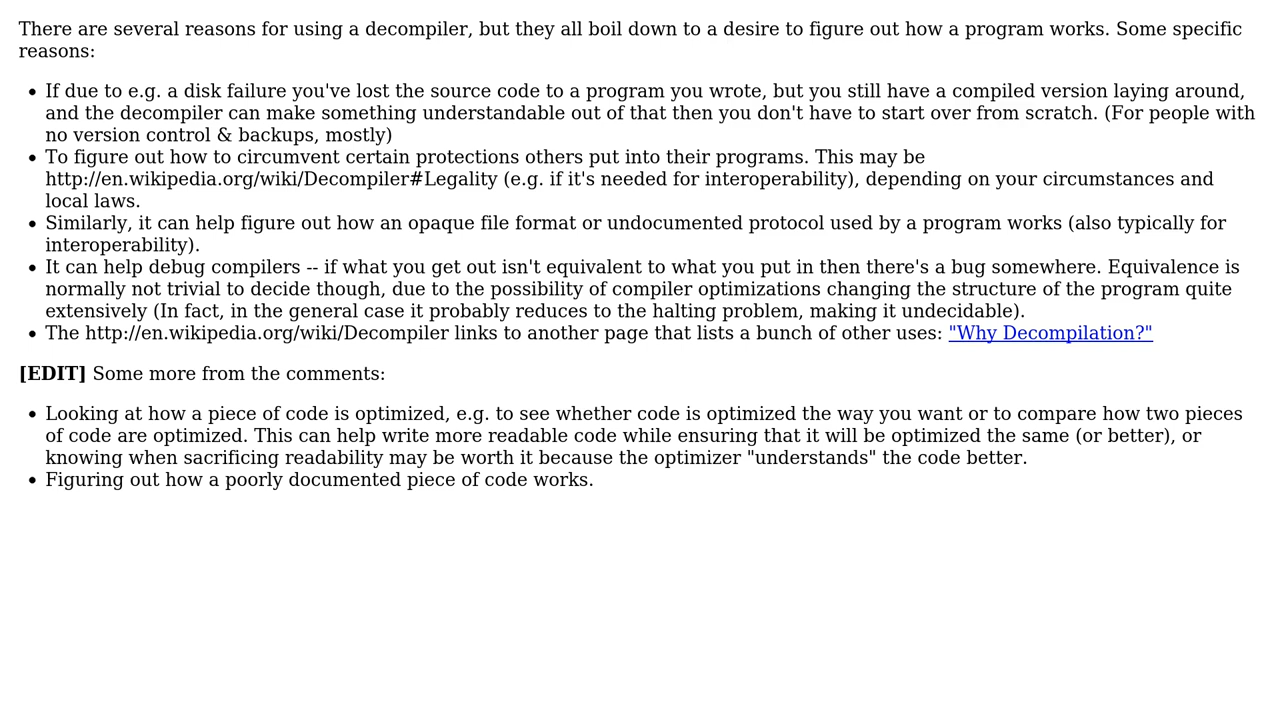 There are several reasons for using a decompiler, but they all boil down to a desire to figure out how a program works. Some specific
reasons:
• If due to e.g. a disk failure you've lost the source code to a program you wrote, but you still have a compiled version laying around,
and the decompiler can make something understandable out of that then you don't have to start over from scratch. (For people with
no version control & backups, mostly)
• To figure out how to circumvent certain protections others put into their programs. This may be
http://en.wikipedia.org/wiki/Decompiler#Legality (e.g. if it's needed for interoperability), depending on your circumstances and
local laws.
• Similarly, it can help figure out how an opaque file format or undocumented protocol used by a program works (also typically for
interoperability).
• It can help debug compilers -- if what you get out isn't equivalent to what you put in then there's a bug somewhere. Equivalence is
normally not trivial to decide though, due to the possibility of compiler optimizations changing the structure of the program quite
extensively (In fact, in the general case it probably reduces to the halting problem, making it undecidable).
• The http://en.wikipedia.org/wiki/Decompiler links to another page that lists a bunch of other uses: "Why Decompilation?"
[EDIT] Some more from the comments:
• Looking at how a piece of code is optimized, e.g. to see whether code is optimized the way you want or to compare how two pieces
of code are optimized. This can help write more readable code while ensuring that it will be optimized the same (or better), or
knowing when sacrificing readability may be worth it because the optimizer "understands" the code better.
• Figuring out how a poorly documented piece of code works.